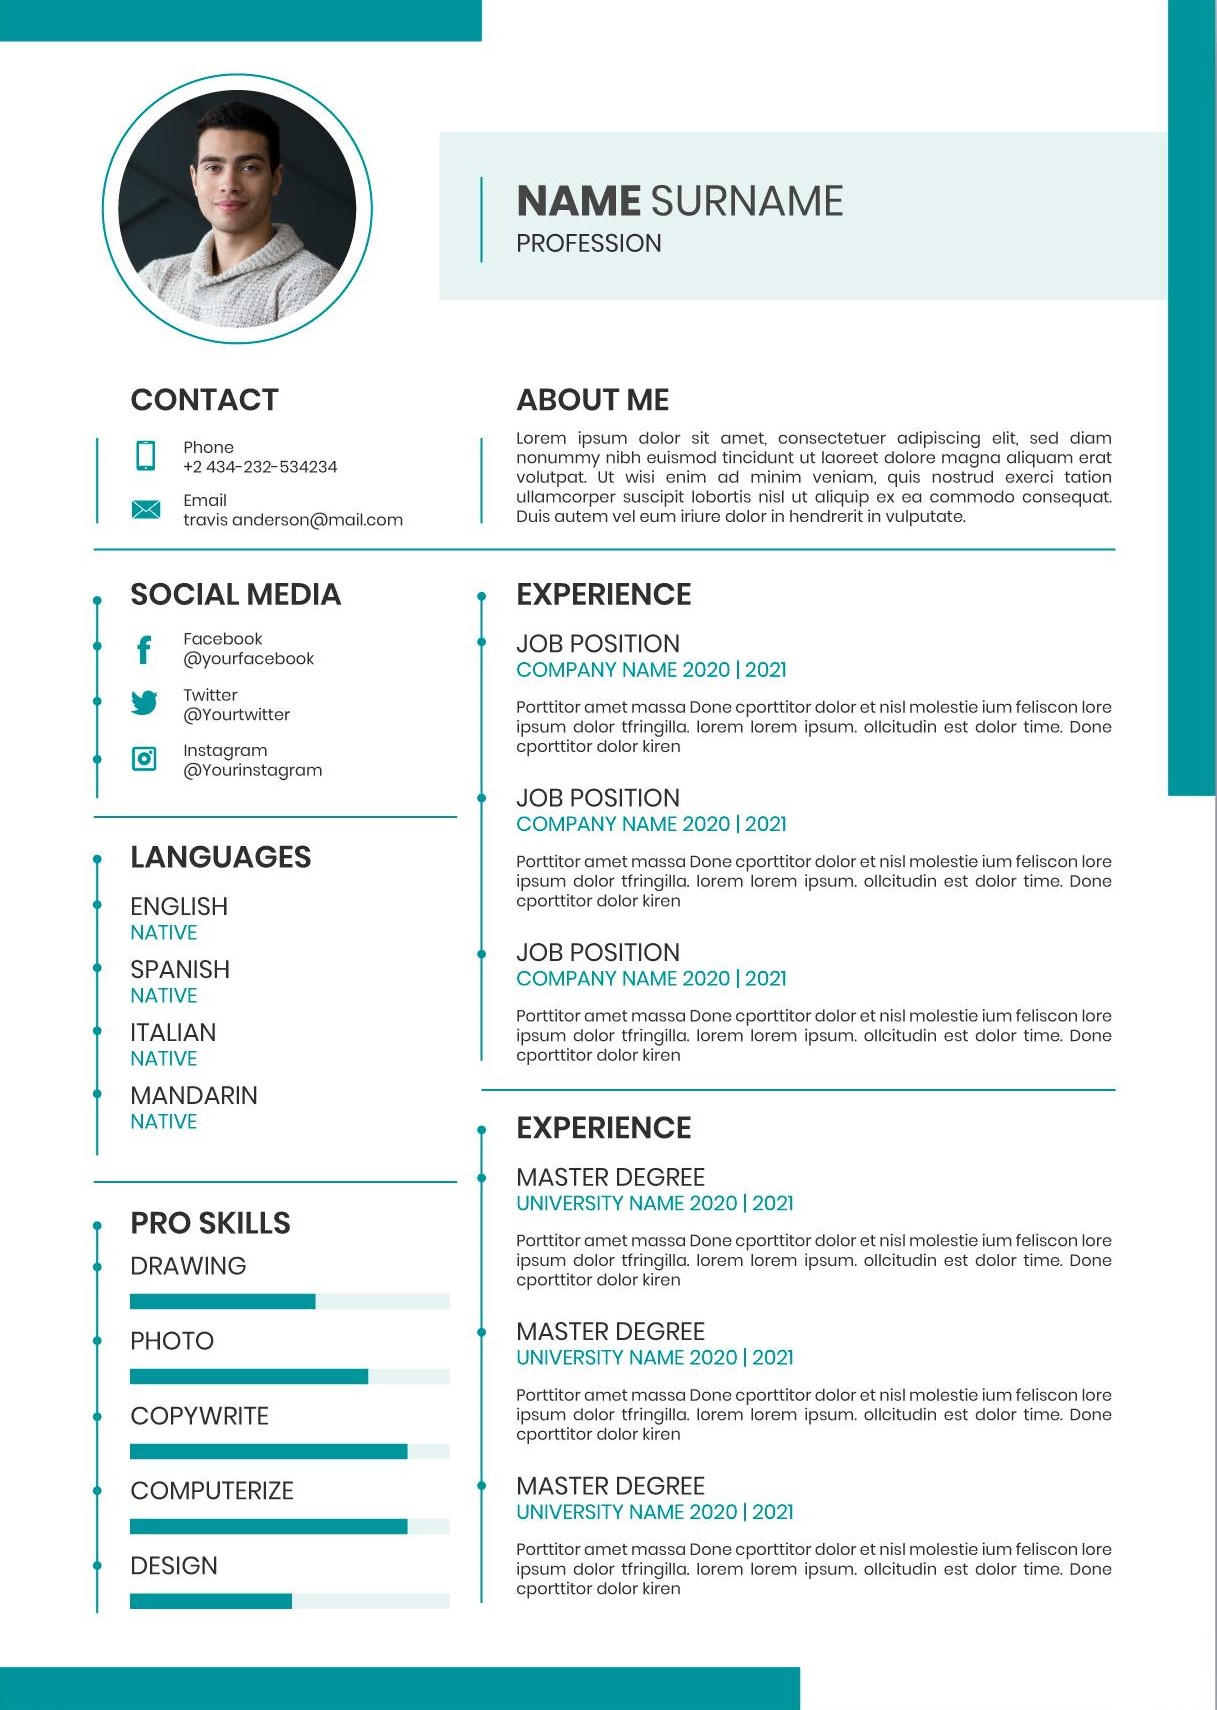 NAME SURNAME
PROFESSION
CONTACT
Phone
+2 434-232-534234
Email
travis anderson@mail.com
ABOUT ME
Lorem ipsum dolor sit amet, consectetuer adipiscing elit, sed diam
nonummy nibh euismod tincidunt ut laoreet dolore magna aliquam erat
volutpat. Ut wisi enim ad minim veniam, quis nostrud exerci tation
ullamcorper suscipit lobortis nisl ut aliquip ex ea commodo consequat.
Duis autem vel eum iriure dolor in hendrerit in vulputate.
SOCIAL MEDIA
Facebook
@yourfacebook
Twitter
@Yourtwitter
Instagram
@Yourinstagram
LANGUAGES
ENGLISH
NATIVE
SPANISH
NATIVE
ITALIAN
NATIVE
MANDARIN
NATIVE
PRO SKILLS
DRAWING
PHOTO
COPYWRITE
COMPUTERIZE
DESIGN
EXPERIENCE
JOB POSITION
COMPANY NAME 2020 | 2021
Porttitor amet massa Done cporttitor dolor et nisl molestie ium feliscon lore
ipsum dolor tfringilla. lorem lorem ipsum. ollcitudin est dolor time. Done
cporttitor dolor kiren
JOB POSITION
COMPANY NAME 2020 | 2021
Porttitor amet massa Done cporttitor dolor et nisl molestie ium feliscon lore
ipsum dolor tfringilla. lorem lorem ipsum. ollcitudin est dolor time. Done
cporttitor dolor kiren
JOB POSITION
COMPANY NAME 2020 | 2021
Porttitor amet massa Done cporttitor dolor et nisl molestie ium feliscon lore
ipsum dolor tfringilla. lorem lorem ipsum. ollcitudin est dolor time. Done
cporttitor dolor kiren
EXPERIENCE
MASTER DEGREE
UNIVERSITY NAME 2020 | 2021
Porttitor amet massa Done cporttitor dolor et nisl molestie ium feliscon lore
ipsum dolor tfringilla. lorem lorem ipsum. ollcitudin est dolor time. Done
cporttitor dolor kiren
MASTER DEGREE
UNIVERSITY NAME 2020 | 2021
Porttitor amet massa Done cporttitor dolor et nisl molestie ium feliscon lore
ipsum dolor tfringilla. lorem lorem ipsum. ollcitudin est dolor time. Done
cporttitor dolor kiren
MASTER DEGREE
UNIVERSITY NAME 2020 | 2021
Porttitor amet massa Done cporttitor dolor et nisl molestie ium feliscon lore
ipsum dolor tfringilla. lorem lorem ipsum. ollcitudin est dolor time. Done
cporttitor dolor kiren